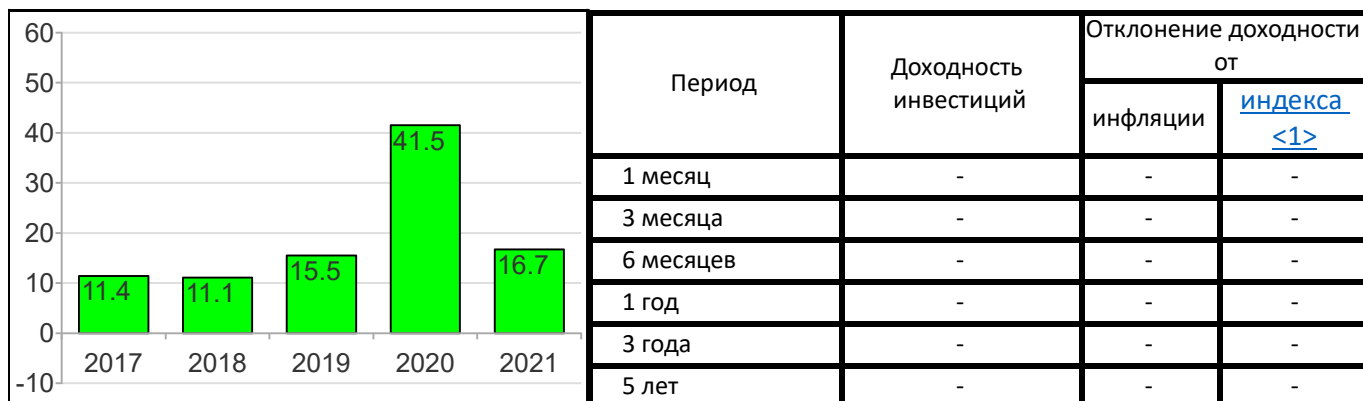 60
50
40
30
20
10
0
-10
11.4
11.1
15.5
41.5
16.7
2017 2018 2019 2020 2021
Период
Доходность
инвестиций
Отклонение доходности
от
инфляции
индекса
<1>
1 месяц - - -
3 месяца - - -
6 месяцев - - -
1 год - - -
3 года - - -
5 лет - - -